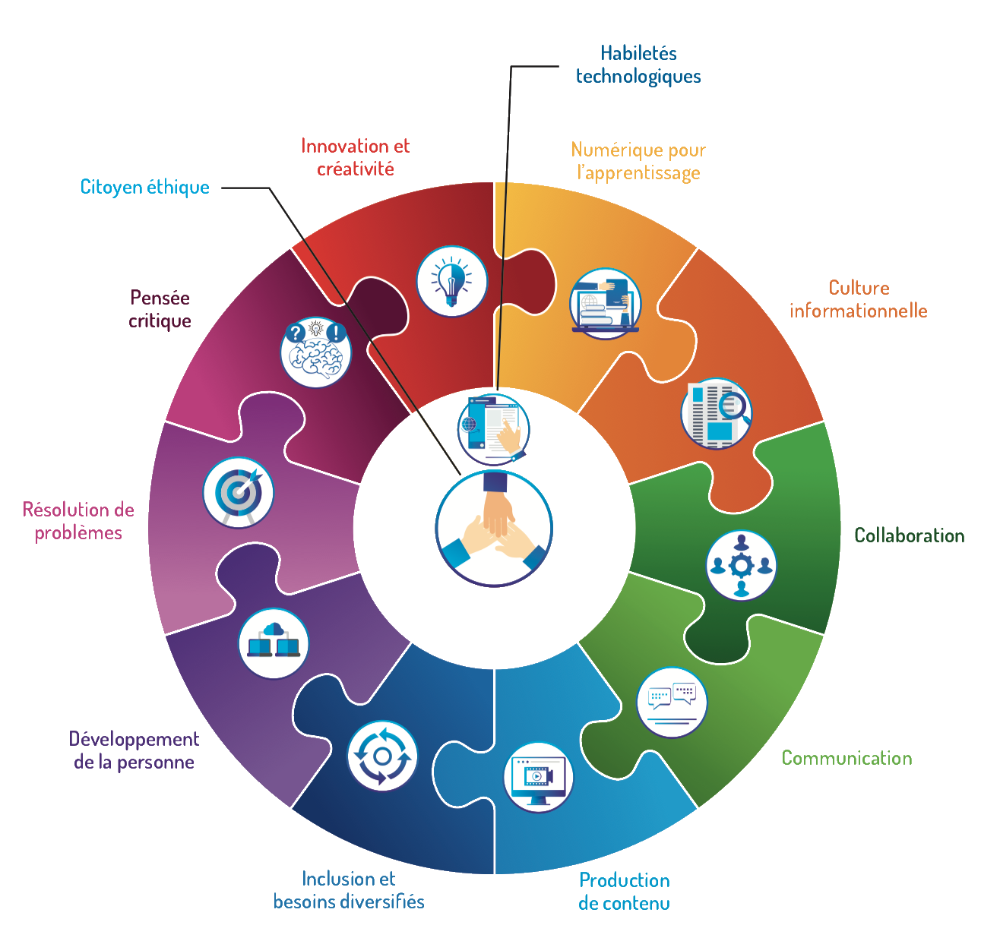 Habiletés
technologiques
Innovation et
créativité
Numérique pour
l'apprentissage
Citoyen éthique
Culture
informationnelle
Pensée
critique
? !
Résolution de
problèmes
Collaboration
Développement
de la personne
Communication
Inclusion et
besoins diversifiés
Production
de contenu